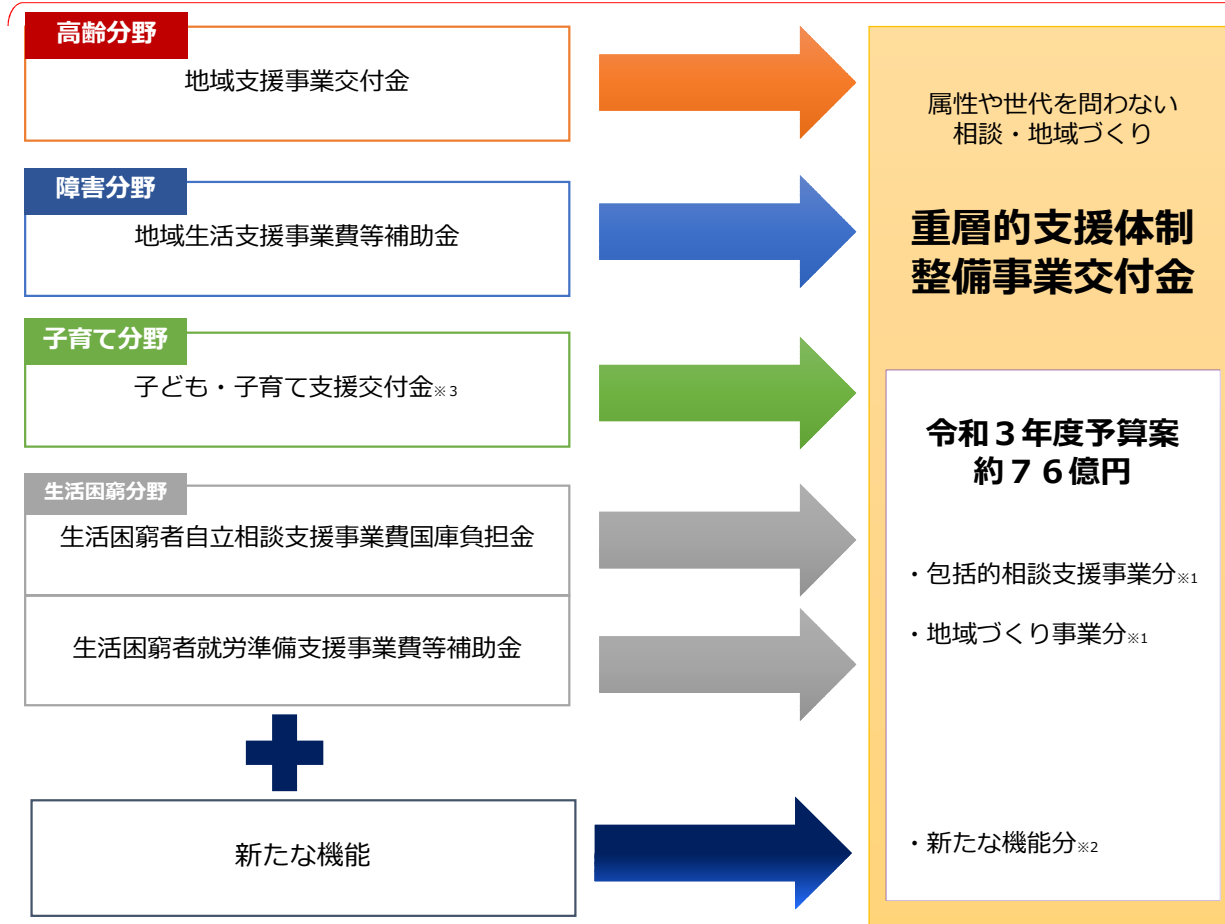 高齢分野
地域支援事業交付金
障害分野
地域生活支援事業費等補助金
子育て分野
子ども・子育て支援交付金※3
生活困窮分野
生活困窮者自立相談支援事業費国庫負担金
生活困窮者就労準備支援事業費等補助金
新たな機能
属性や世代を問わない
相談・地域づくり
重層的支援体制
整備事業交付金
令和３年度予算案
約７６億円
・包括的相談支援事業分※1
・地域づくり事業分※1
・新たな機能分※2